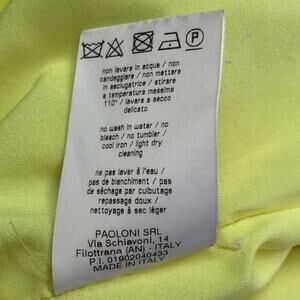 P
non lavare in acqua / non
candeggiare / non mettere
in asciugatrice / stirare
a temperatura massima
110° / lavare a secco
delicato
no wash in water / no
bleach / no tumbler /
cool iron / light dry
cleaning
ne pas laver à l'eau /
pas de blanchiment / pas
de séchage par culbutage
repassage doux /
nettoyage à sec léger
PAOLONI SRL
Via Schiavoni, 14
Filottrano (AN) - ITALY
P.I. 01902040433
MADE IN ITALY